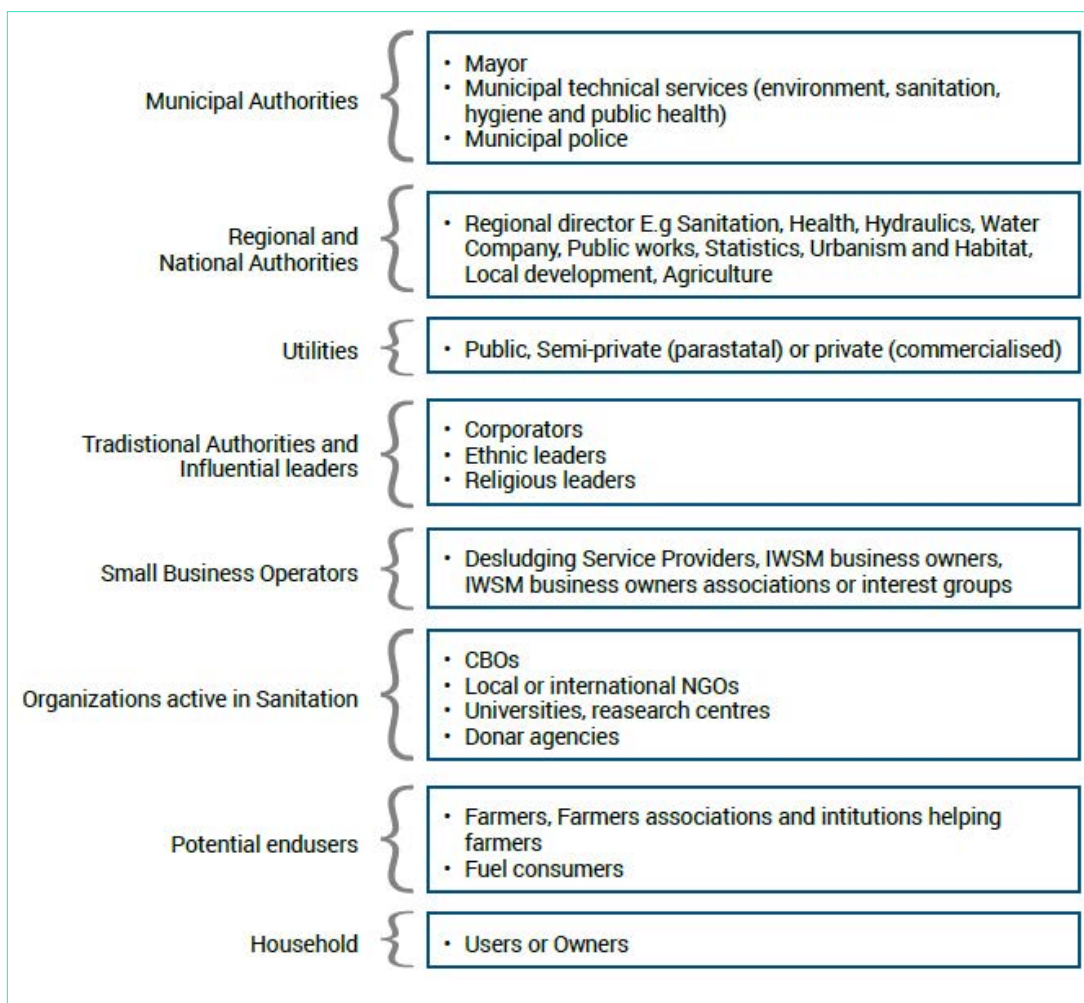 Municipal Authorities
• Mayor
• Municipal technical services (environment, sanitation,
hygiene and public health)
• Municipal police
Regional and
National Authorities
• Regional director E.g Sanitation, Health, Hydraulics, Water
Company, Public works, Statistics, Urbanism and Habitat,
Local development, Agriculture
Utilities
• Public, Semi-private (parastatal) or private (commercialised)
Tradistional Authorities and
Influential leaders
• Corporators
• Ethnic leaders
• Religious leaders
Small Business Operators
• Desludging Service Providers, IWSM business owners,
IWSM business owners associations or interest groups
Organizations active in Sanitation
• CBOs
• Local or international NGOs
• Universities, reasearch centres
• Donar agencies
Potential endusers
• Farmers, Farmers associations and intitutions helping
farmers
• Fuel consumers
Household
• Users or Owners